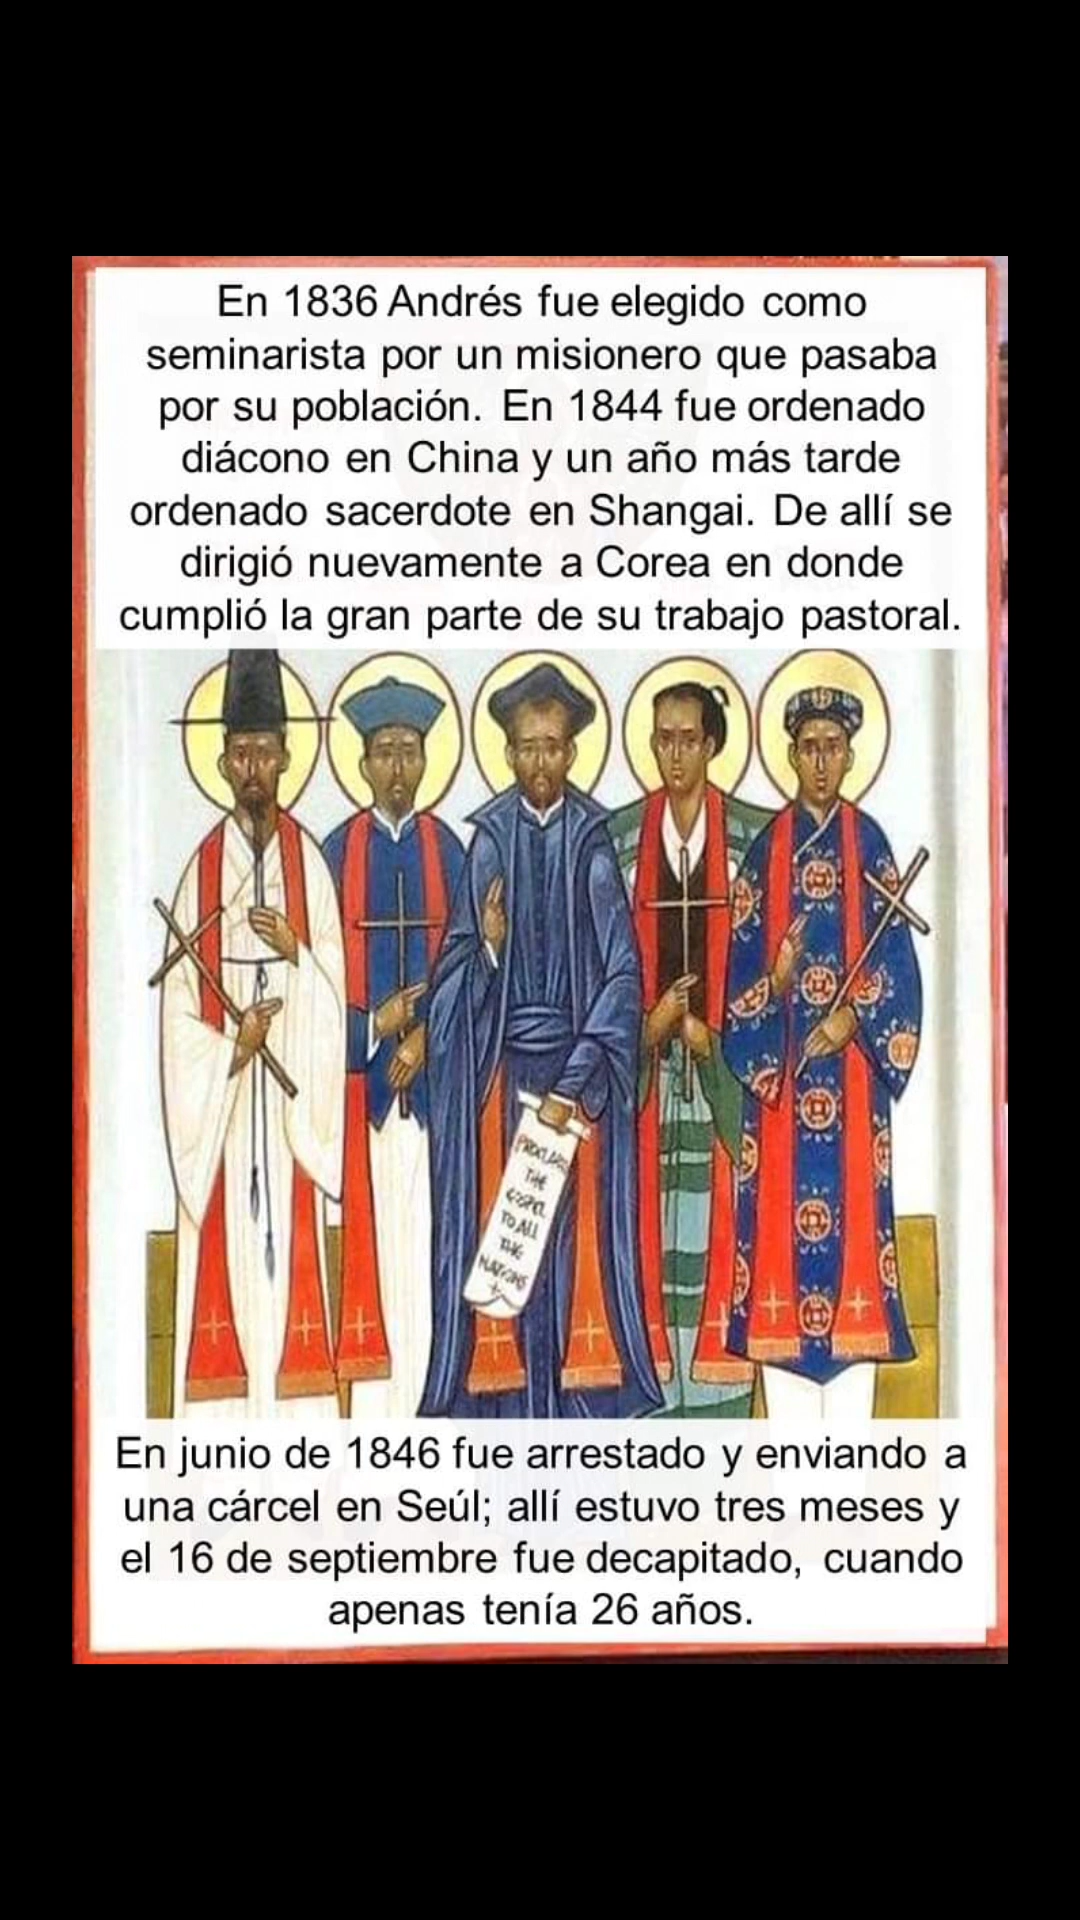 En 1836 Andrés fue elegido como
seminarista por un misionero que pasaba
por su población. En 1844 fue ordenado
diácono en China y un año más tarde
ordenado sacerdote en Shangai. De allí se
dirigió nuevamente a Corea en donde
cumplió la gran parte de su trabajo pastoral.
PROCLAIM
THE
GOSPEL
TO ALL
THE
NATIONS
En junio de 1846 fue arrestado y enviando a
una cárcel en Seúl; allí estuvo tres meses y
el 16 de septiembre fue decapitado, cuando
apenas tenía 26 años.